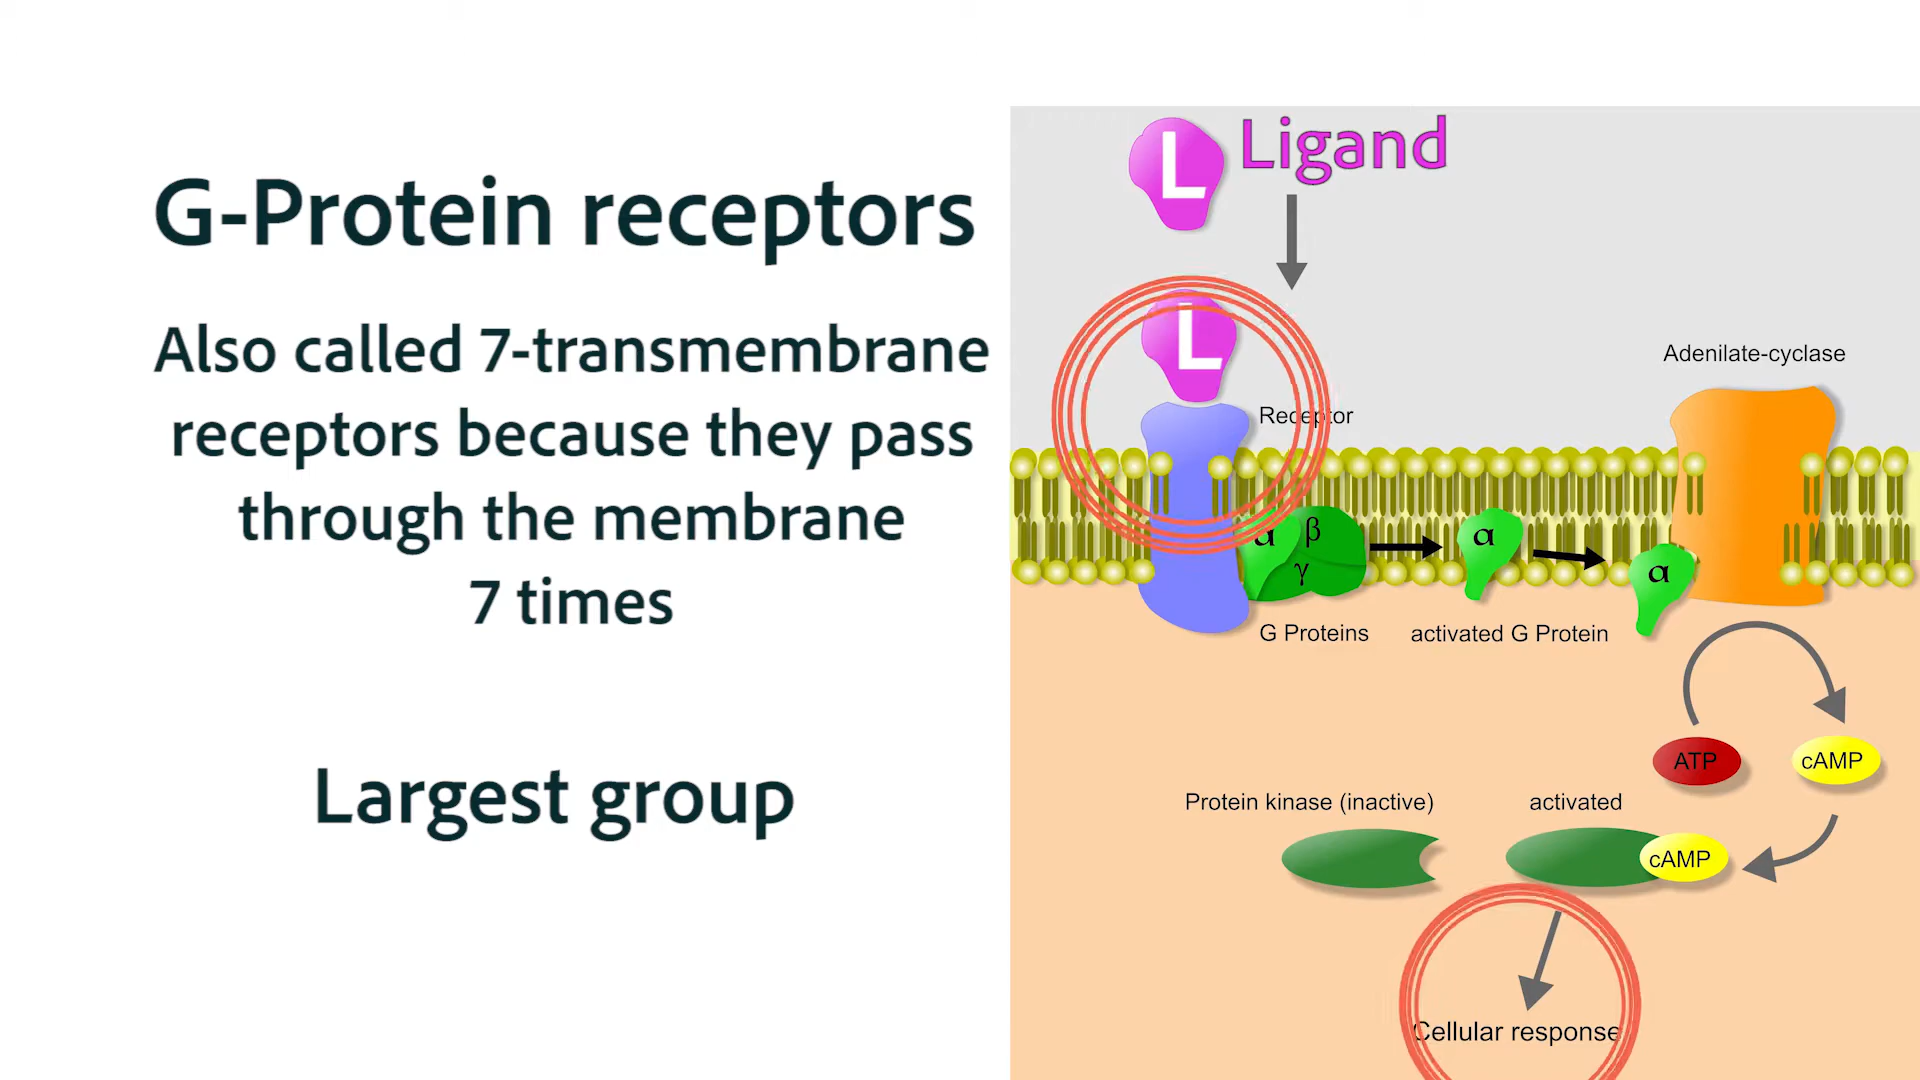 G-Protein receptors
Also called 7-transmembrane
receptors because they pass
through the membrane
7 times
Largest group
L Ligand
L
Adenilate-cyclase
Receptor
α β
γ
α
α
G Proteins
activated G Protein
ATP
cAMP
Protein kinase (inactive)
activated
cAMP
Cellular response